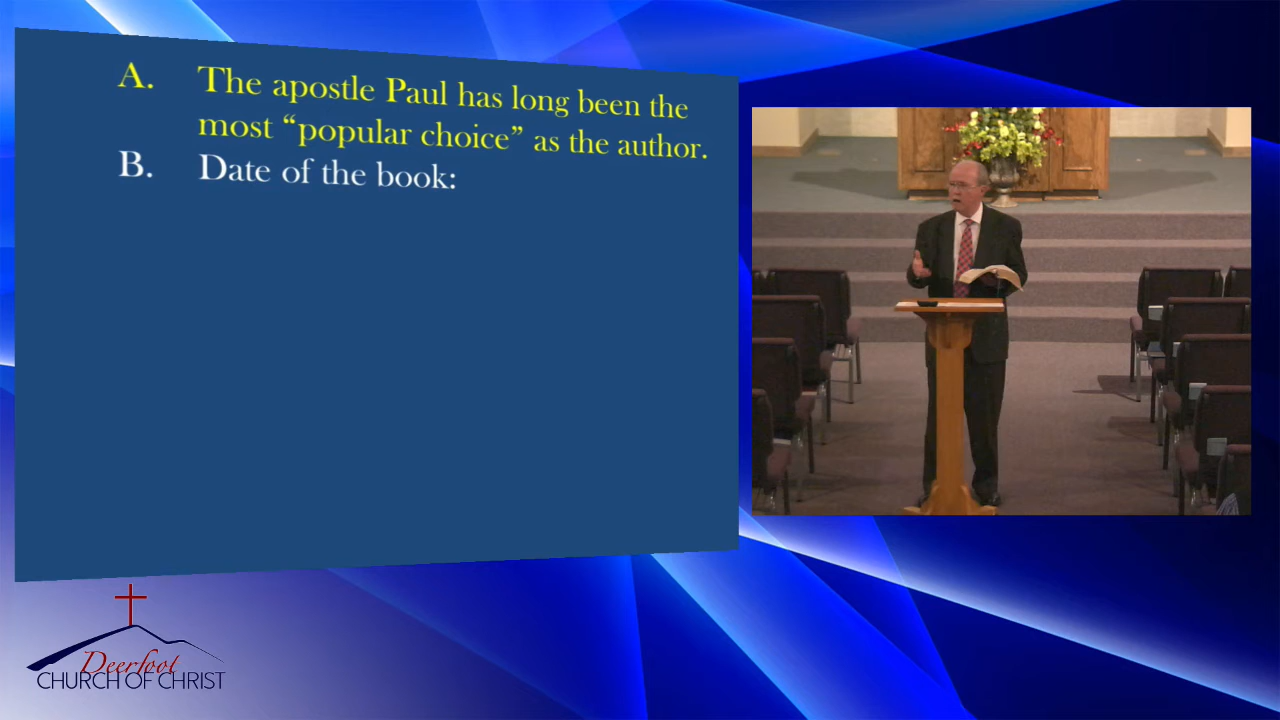 A. The apostle Paul has long been the
most “popular choice” as the author.
B. Date of the book:
Deerfoot
CHURCH OF CHRIST